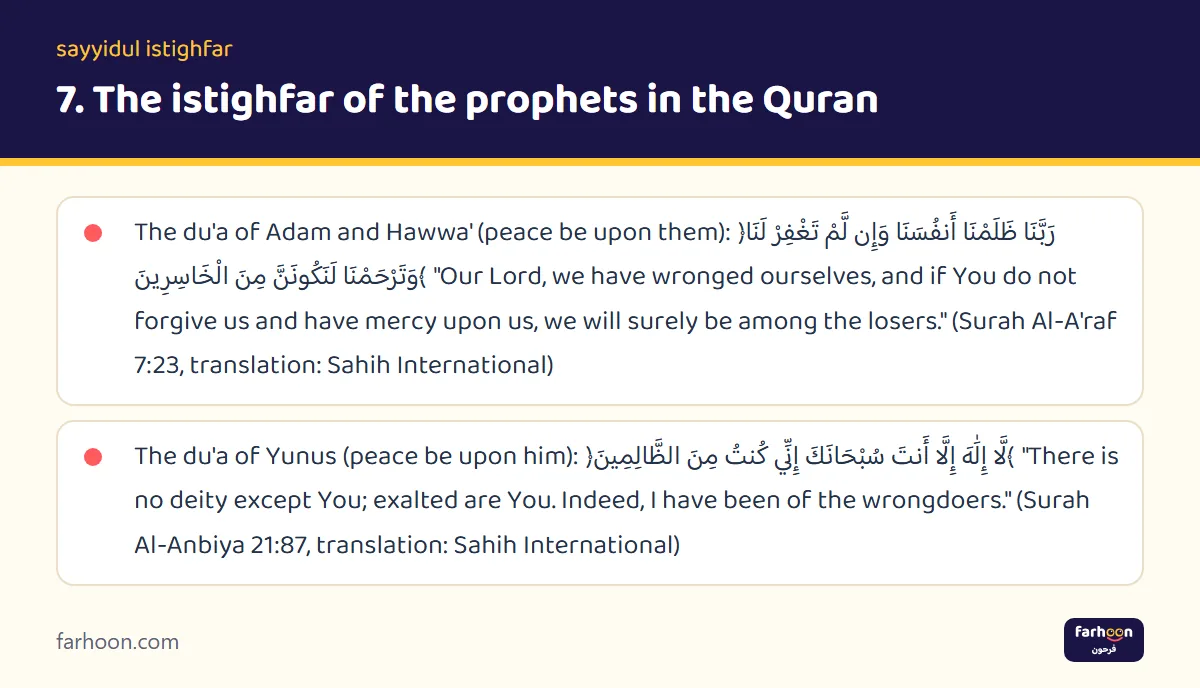 sayyidul istighfar
7. The istighfar of the prophets in the Quran
The du'a of Adam and Hawwa' (peace be upon them): ﴿رَبَّنَا ظَلَمْنَا أَنفُسَنَا وَإِن لَّمْ تَغْفِرْ لَنَا
وَتَرْحَمْنَا لَنَكُونَنَّ مِنَ الْخَاسِرِينَ﴾ "Our Lord, we have wronged ourselves, and if You do not
forgive us and have mercy upon us, we will surely be among the losers." (Surah Al-A'raf
7:23, translation: Sahih International)
The du'a of Yunus (peace be upon him): ﴿لَّا إِلَٰهَ إِلَّا أَنتَ سُبْحَانَكَ إِنِّي كُنتُ مِنَ الظَّالِمِينَ﴾ "There is
no deity except You; exalted are You. Indeed, I have been of the wrongdoers." (Surah
Al-Anbiya 21:87, translation: Sahih International)
farhoon.com
farhoon
فرحون